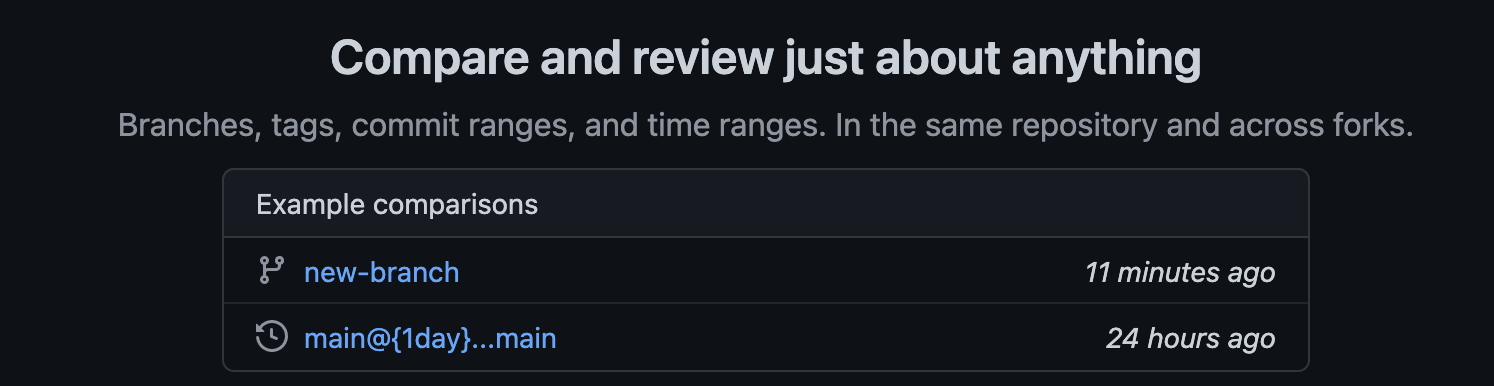 Compare and review just about anything
Branches, tags, commit ranges, and time ranges. In the same repository and across forks.
Example comparisons
new-branch 11 minutes ago
main@{1day}...main 24 hours ago